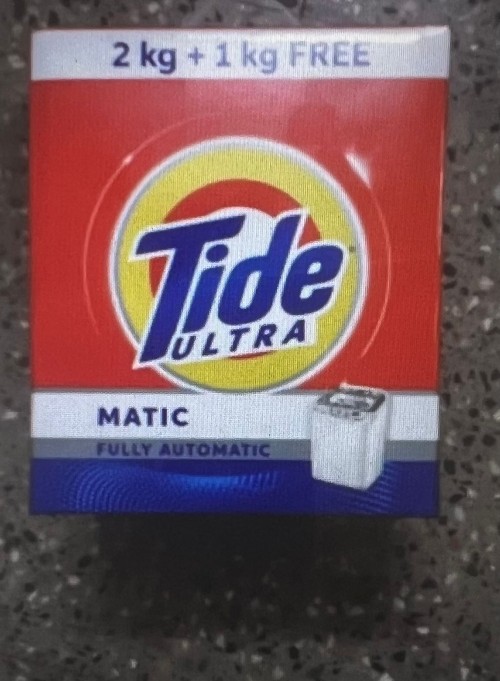 2 kg + 1 kg FREE
Tide
ULTRA
MATIC
FULLY AUTOMATIC